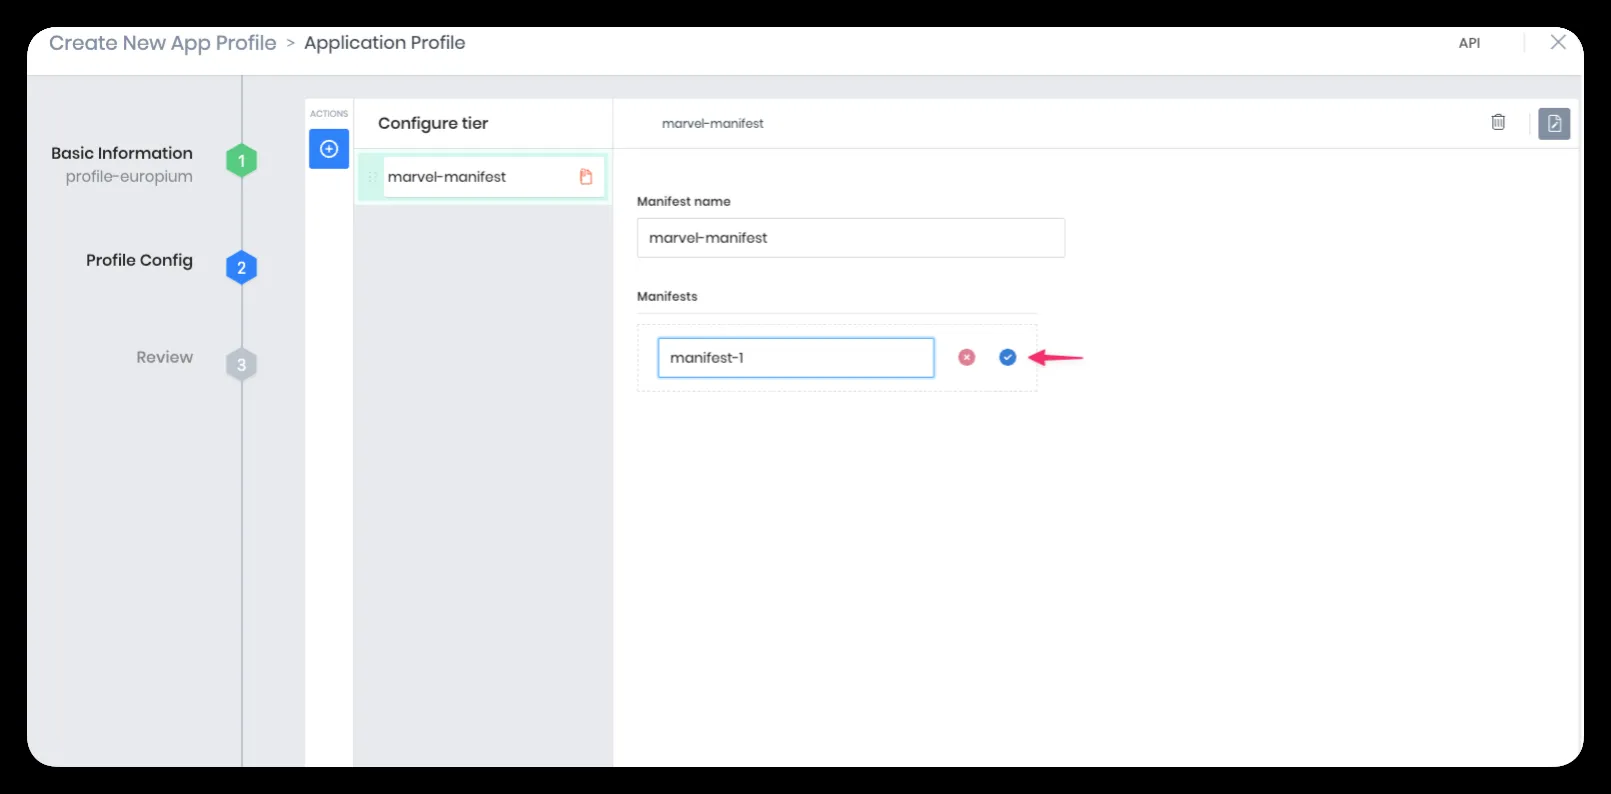 Create New App Profile > Application Profile
API
ACTIONS
Configure tier
marvel-manifest
Basic Information
profile-europium
1
marvel-manifest
Manifest name
marvel-manifest
Profile Config
2
Manifests
manifest-1
Review
3